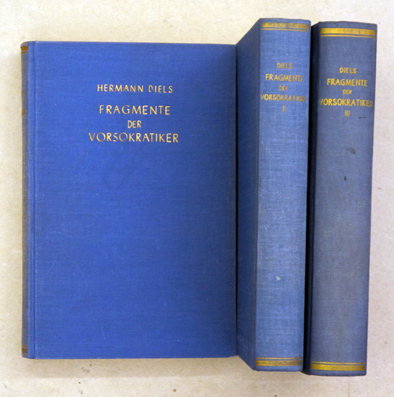 HERMANN DIELS
FRAGMENTE
DER
VORSOKRATIKER
DIELS
FRAGMENTE
DER
VORSOKRATIKER
II
DIELS
FRAGMENTE
DER
VORSOKRATIKER
III